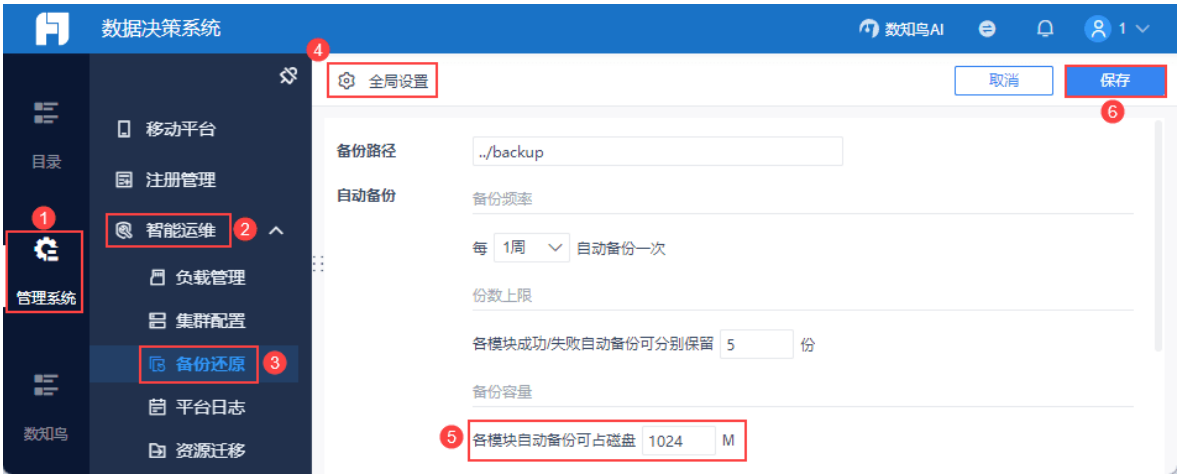 数据决策系统
数知鸟AI
1
4
全局设置
取消
保存
6
目录
移动平台
注册管理
1
管理系统
智能运维
2
负载管理
集群配置
备份还原
3
平台日志
资源迁移
数知鸟
备份路径
../backup
自动备份
备份频率
每 1周 自动备份一次
份数上限
各模块成功/失败自动备份可分别保留 5 份
备份容量
5
各模块自动备份可占磁盘 1024 M